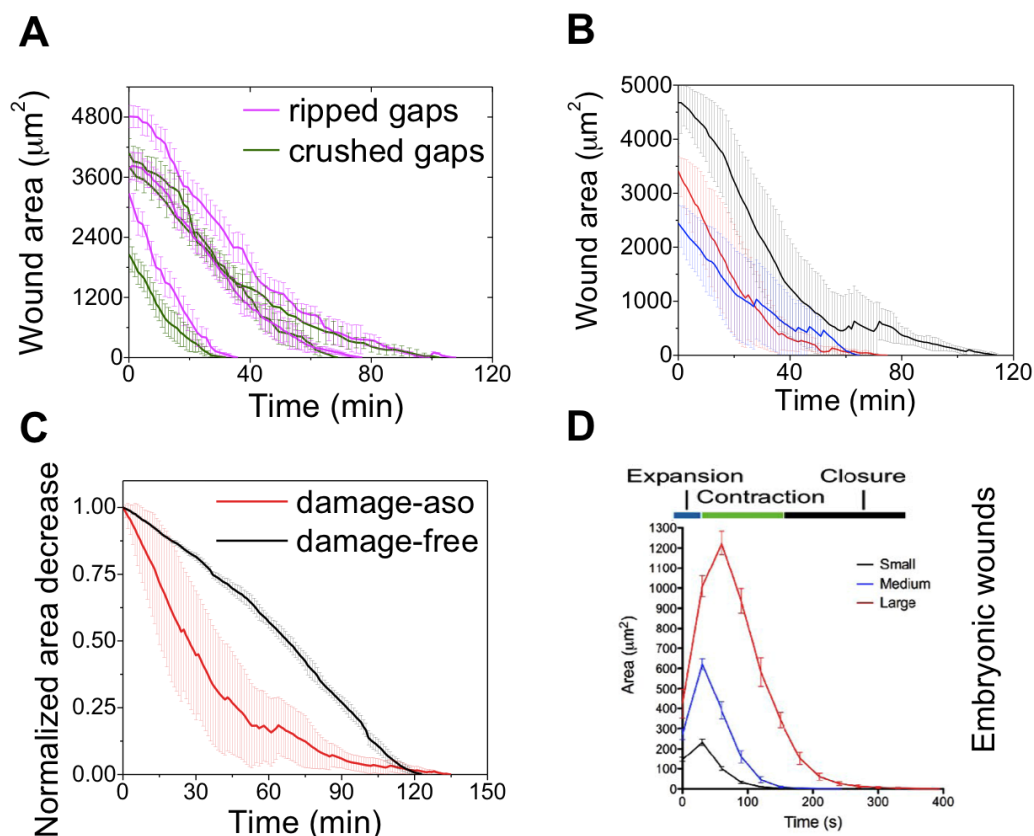 A
ripped gaps
crushed gaps
Wound area (μm²)
4800
3600
2400
1200
0
0 40 80 120
Time (min)
B
Wound area (μm²)
5000
4000
3000
2000
1000
0
0 40 80 120
Time (min)
C
damage-aso
damage-free
Normalized area decrease
1.00
0.75
0.50
0.25
0.00
0 30 60 90 120 150
Time (min)
D
Expansion
Contraction
Closure
Small
Medium
Large
Area (μm²)
1300
1200
1100
1000
900
800
700
600
500
400
300
200
100
0
0 100 200 300 400
Time (s)
Embryonic wounds